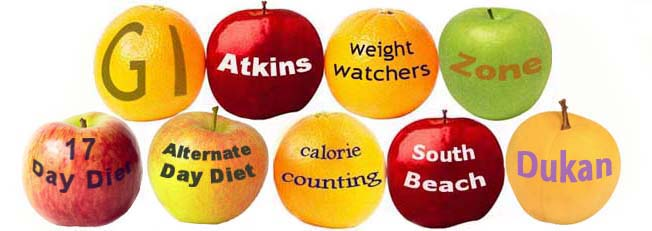 GI
Atkins
weight
watchers
Zone
17
Day Diet
Alternate
Day Diet
calorie
counting
South
Beach
Dukan